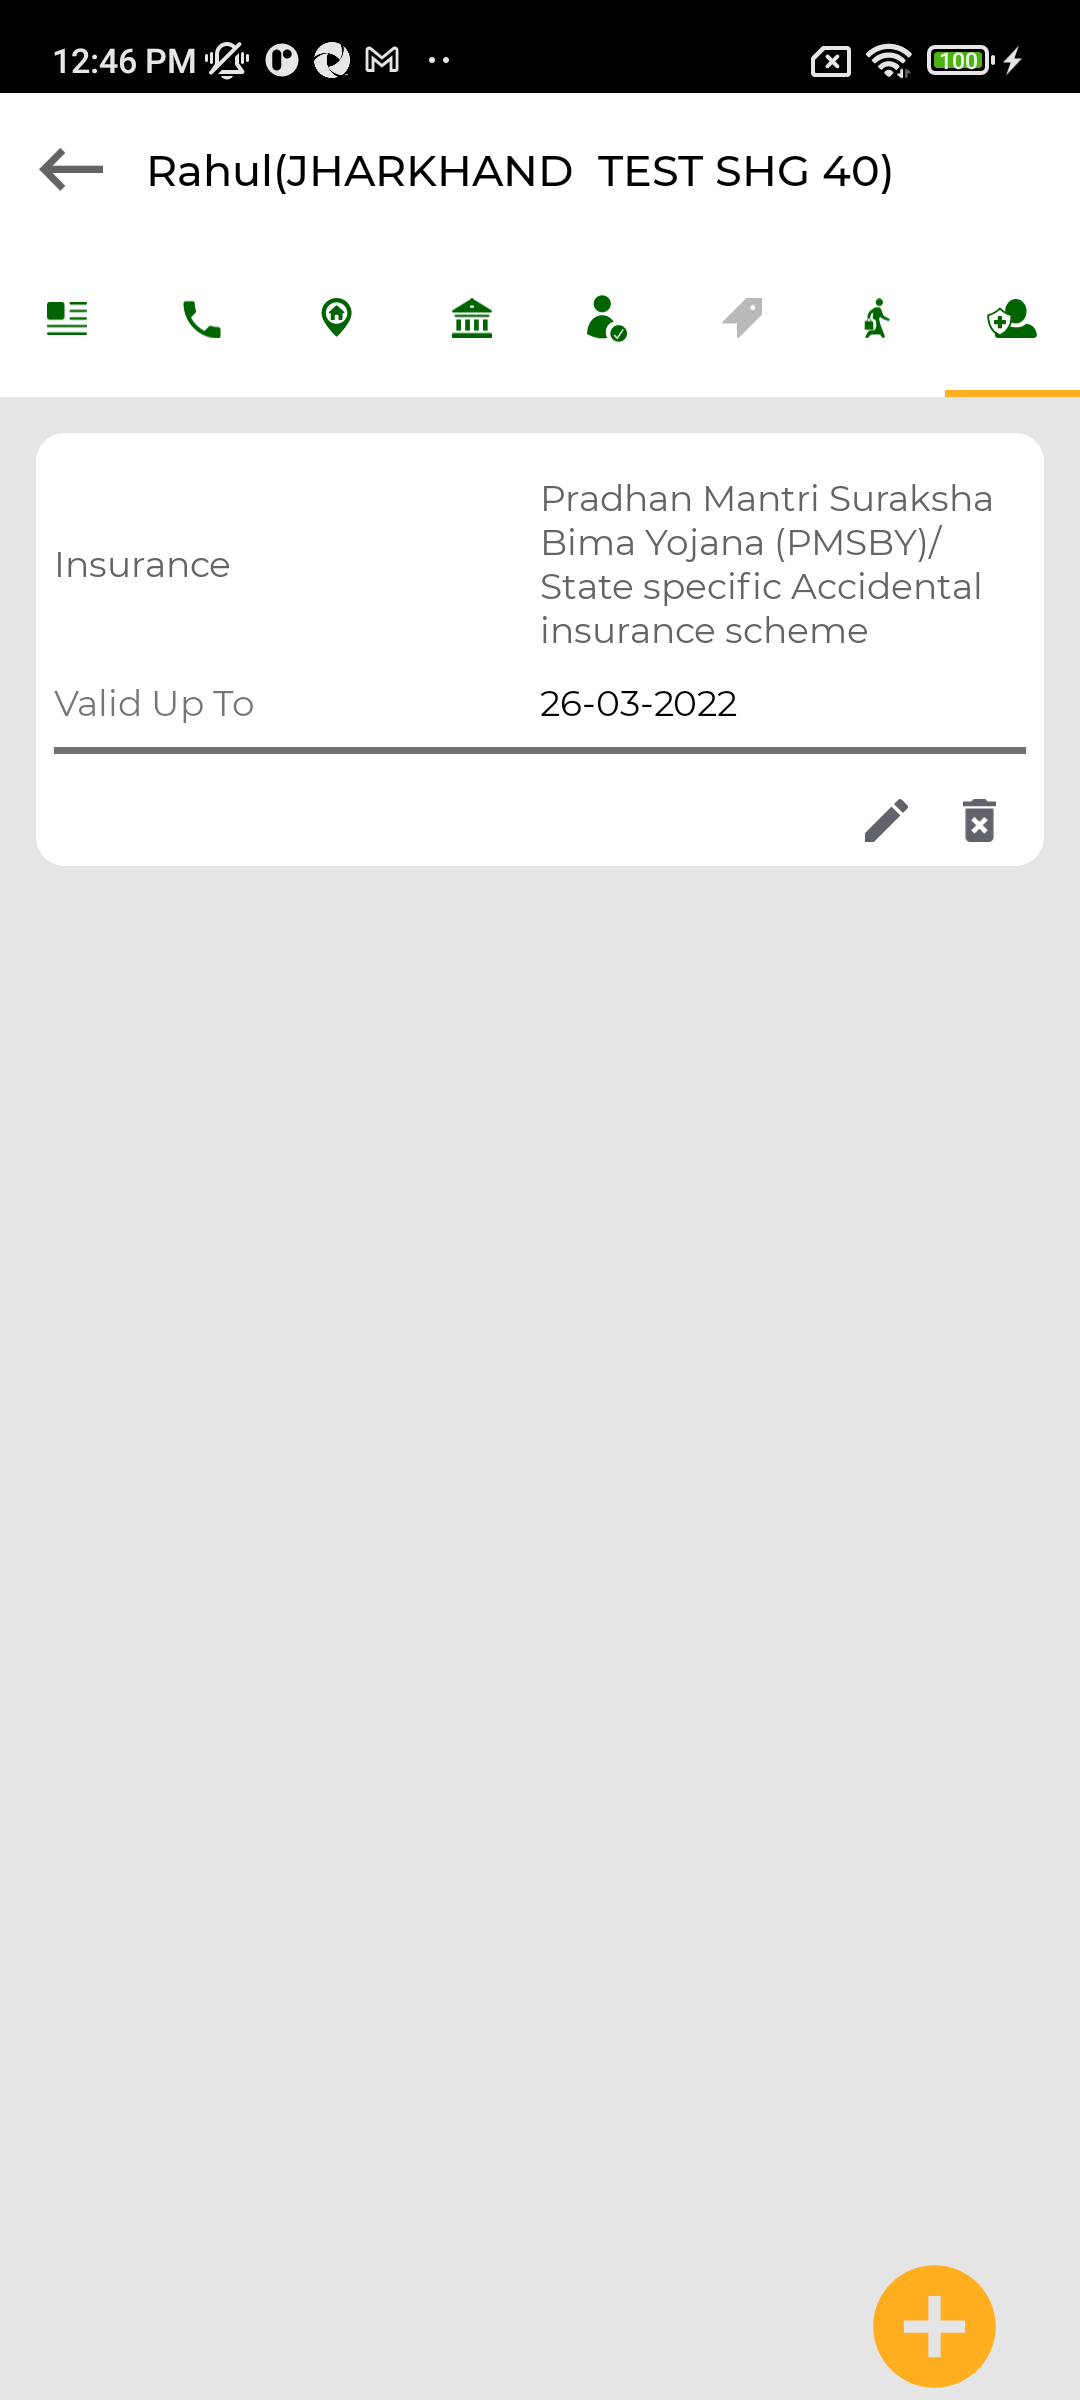 12:46 PM
100
Rahul(JHARKHAND  TEST SHG 40)
Insurance
Pradhan Mantri Suraksha
Bima Yojana (PMSBY)/
State specific Accidental
insurance scheme
Valid Up To
26-03-2022